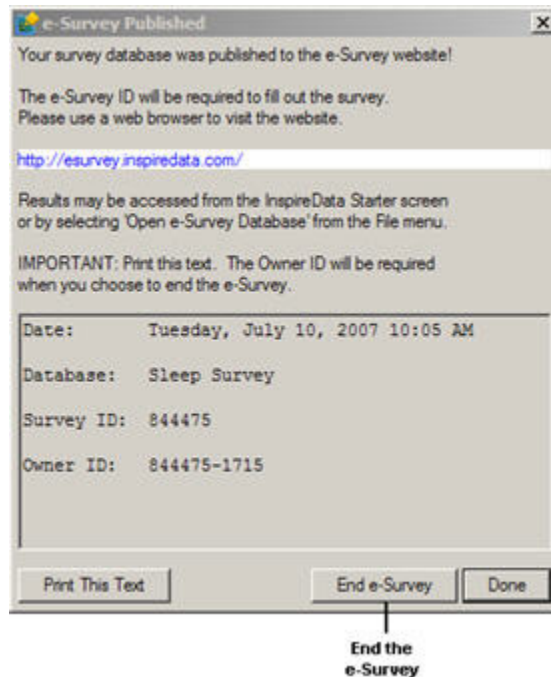 e-Survey Published
Your survey database was published to the e-Survey website!
The e-Survey ID will be required to fill out the survey.
Please use a web browser to visit the website.
http://esurvey.inspiredata.com/
Results may be accessed from the InspireData Starter screen
or by selecting 'Open e-Survey Database' from the File menu.
IMPORTANT: Print this text. The Owner ID will be required
when you choose to end the e-Survey.
Date: Tuesday, July 10, 2007 10:05 AM
Database: Sleep Survey
Survey ID: 844475
Owner ID: 844475-1715
Print This Text
End e-Survey
Done
End the
e-Survey